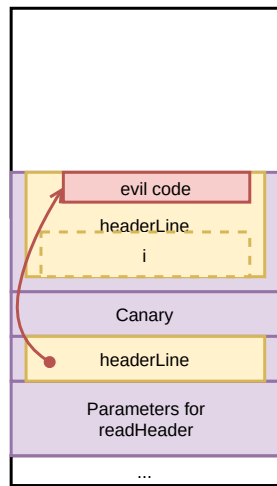 evil code
headerLine
i
Canary
headerLine
Parameters for
readHeader
...